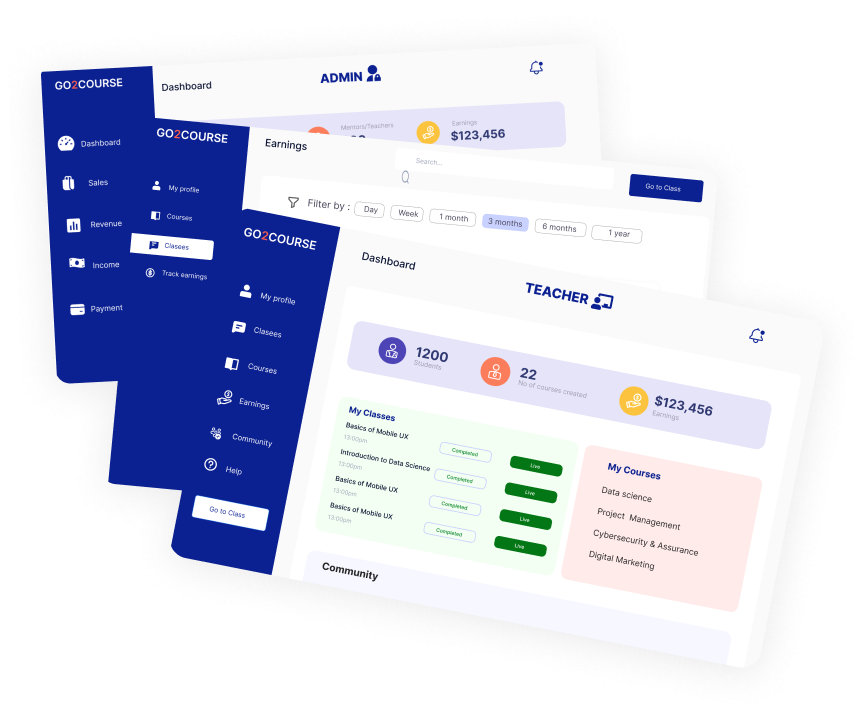 GO2COURSE
Dashboard
Sales
Revenue
Income
Payment
Dashboard
ADMIN
Mentors/Teachers
Earnings
$123,456
GO2COURSE
My profile
Courses
Clasees
Track earnings
Earnings
Search...
Go to Class
Filter by :
Day
Week
1 month
3 months
6 months
1 year
GO2COURSE
My profile
Clasees
Courses
Earnings
Community
Help
Go to Class
Dashboard
TEACHER
1200
Students
22
No of courses created
$123,456
Earnings
My Classes
Basics of Mobile UX
13:00pm
Completed
Live
Introduction to Data Science
13:00pm
Completed
Live
Basics of Mobile UX
13:00pm
Completed
Live
Basics of Mobile UX
13:00pm
Completed
Live
My Courses
Data science
Project Management
Cybersecurity & Assurance
Digital Marketing
Community